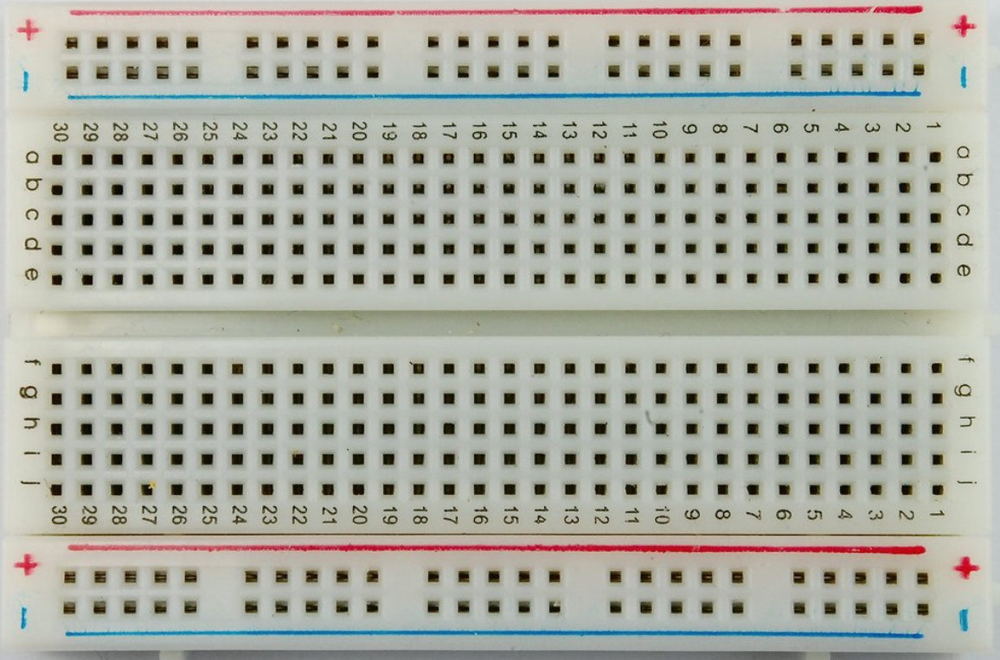 + +
- -
30 29 28 27 26 25 24 23 22 21 20 19 18 17 16 15 14 13 12 11 10 9 8 7 6 5 4 3 2 1
a a
b b
c c
d d
e e
f f
g g
h h
i i
j j
30 29 28 27 26 25 24 23 22 21 20 19 18 17 16 15 14 13 12 11 10 9 8 7 6 5 4 3 2 1
+ +
- -